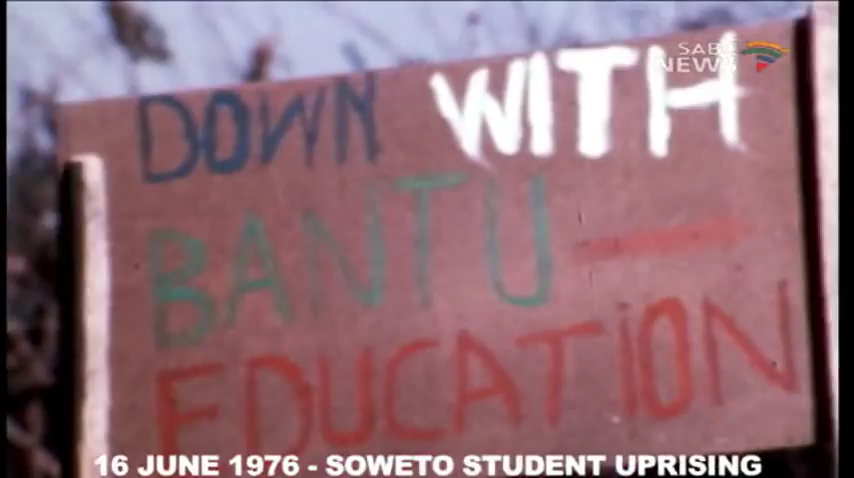 SABC
NEWS
DOWN WITH
BANTU —
EDUCATION
16 JUNE 1976 - SOWETO STUDENT UPRISING